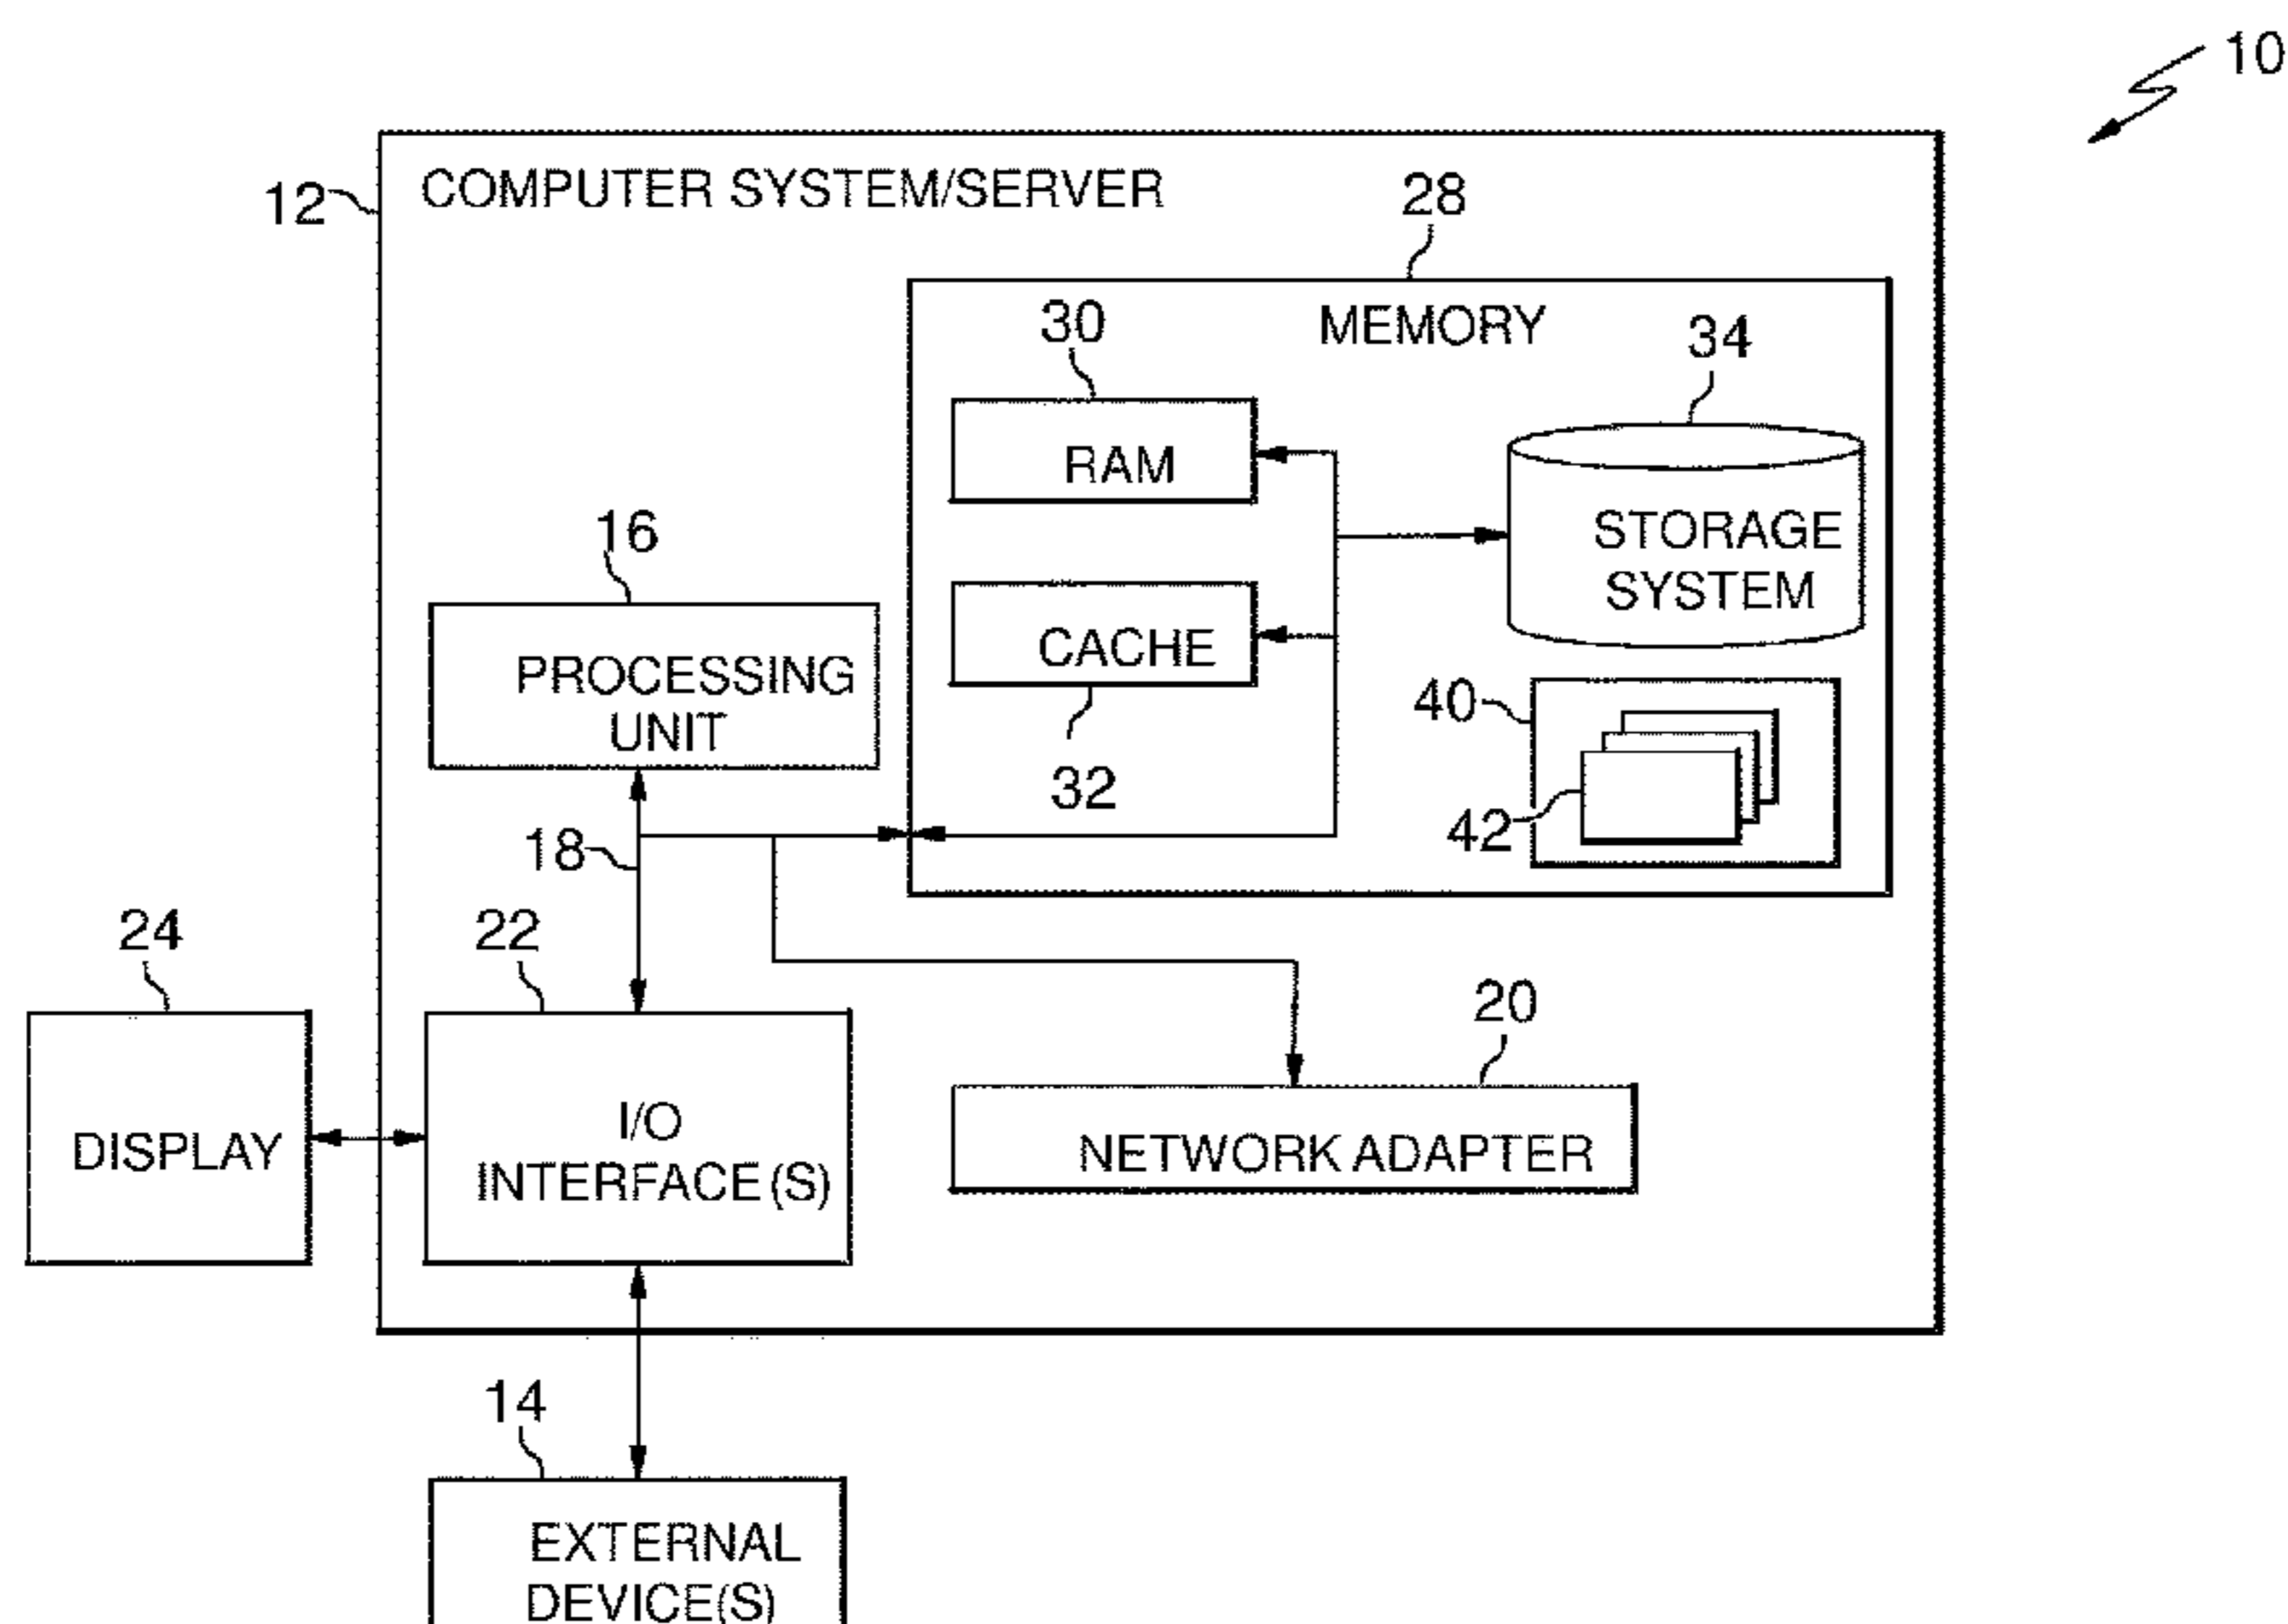 10
12
COMPUTER SYSTEM/SERVER
28
MEMORY
30
34
RAM
STORAGE
SYSTEM
16
CACHE
PROCESSING
UNIT
40
32
42
18
24
22
20
DISPLAY
I/O
INTERFACE(S)
NETWORK ADAPTER
14
EXTERNAL
DEVICE(S)